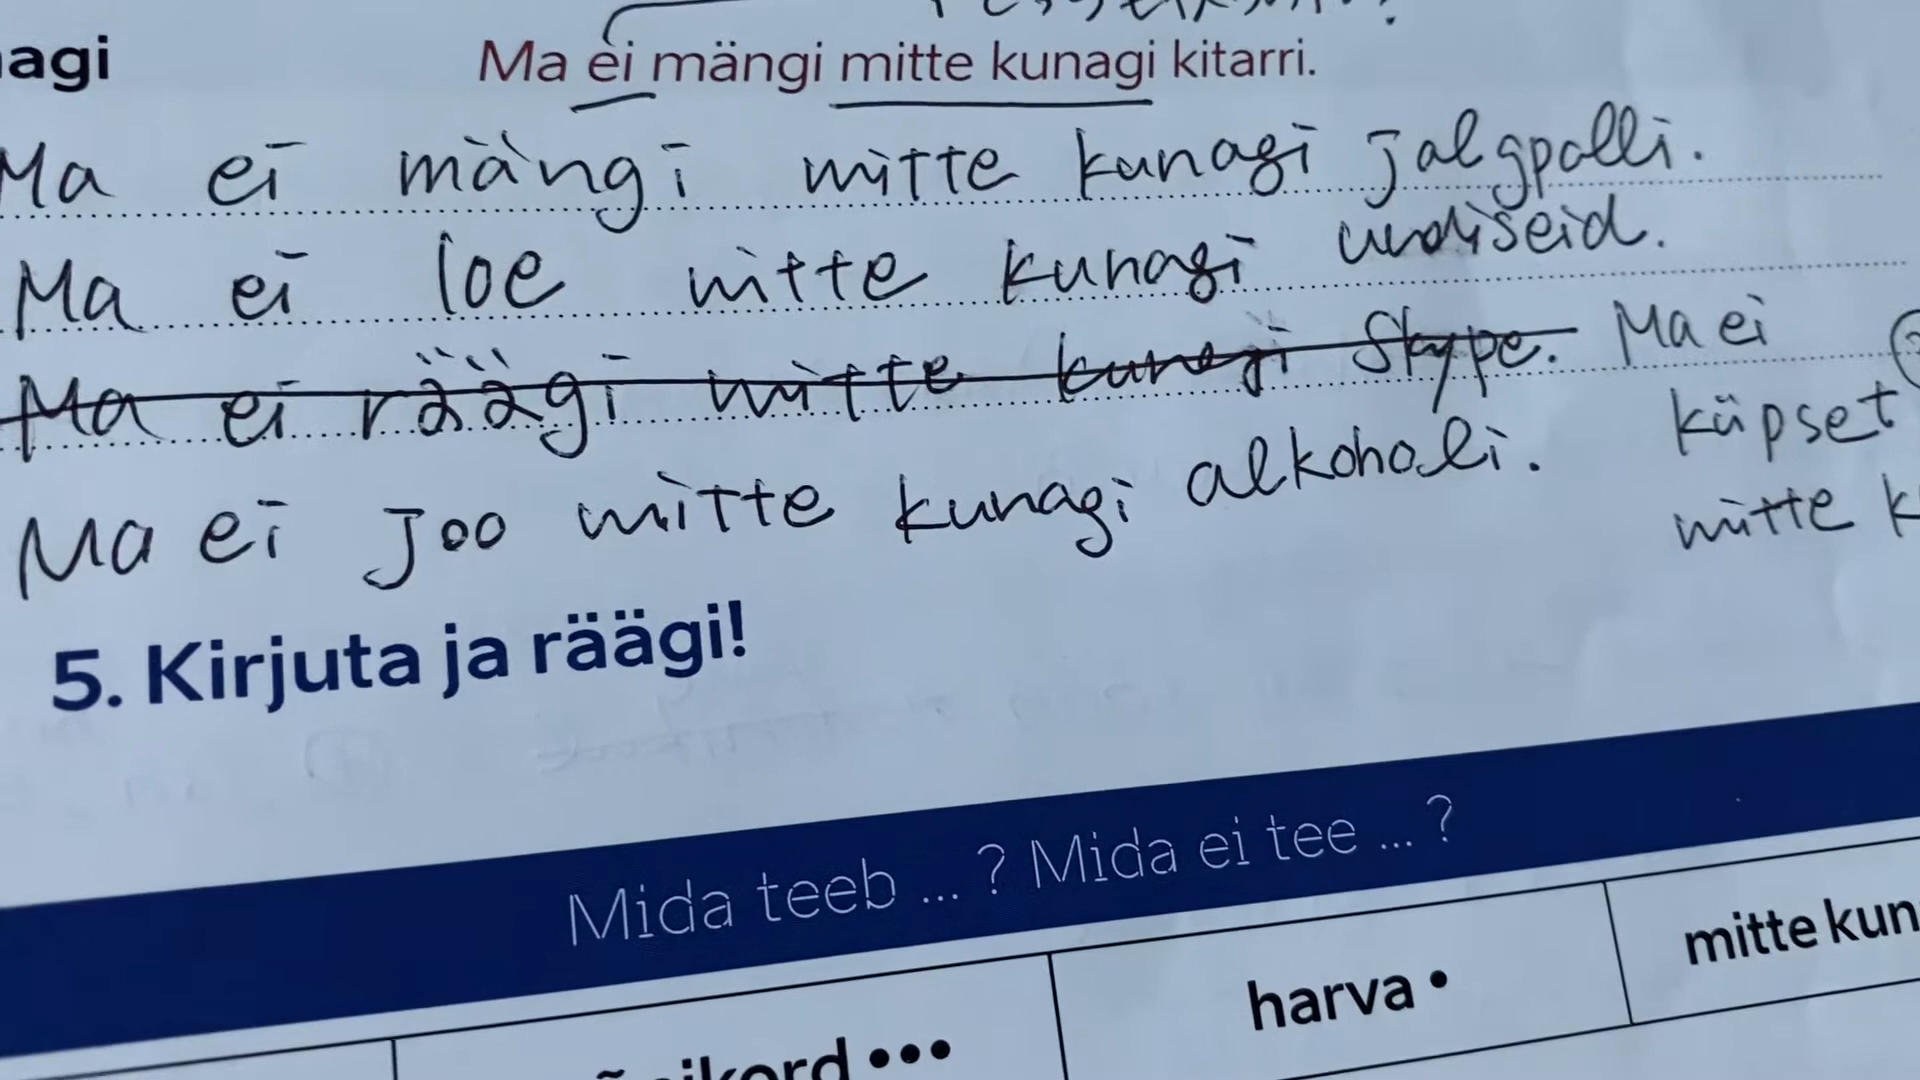 agi
Ma ei mängi mitte kunagi kitarri.
Ma ei mängi mitte kunagi jalgpalli.
Ma ei loe mitte kunagi uudiseid.
Ma ei räägi mitte kunagi Skype. Ma ei
küpset
Ma ei joo mitte kunagi alkoholi.
mitte k
5. Kirjuta ja räägi!
Mida teeb ... ? Mida ei tee ... ?
harva •
mitte kun
ikord •••